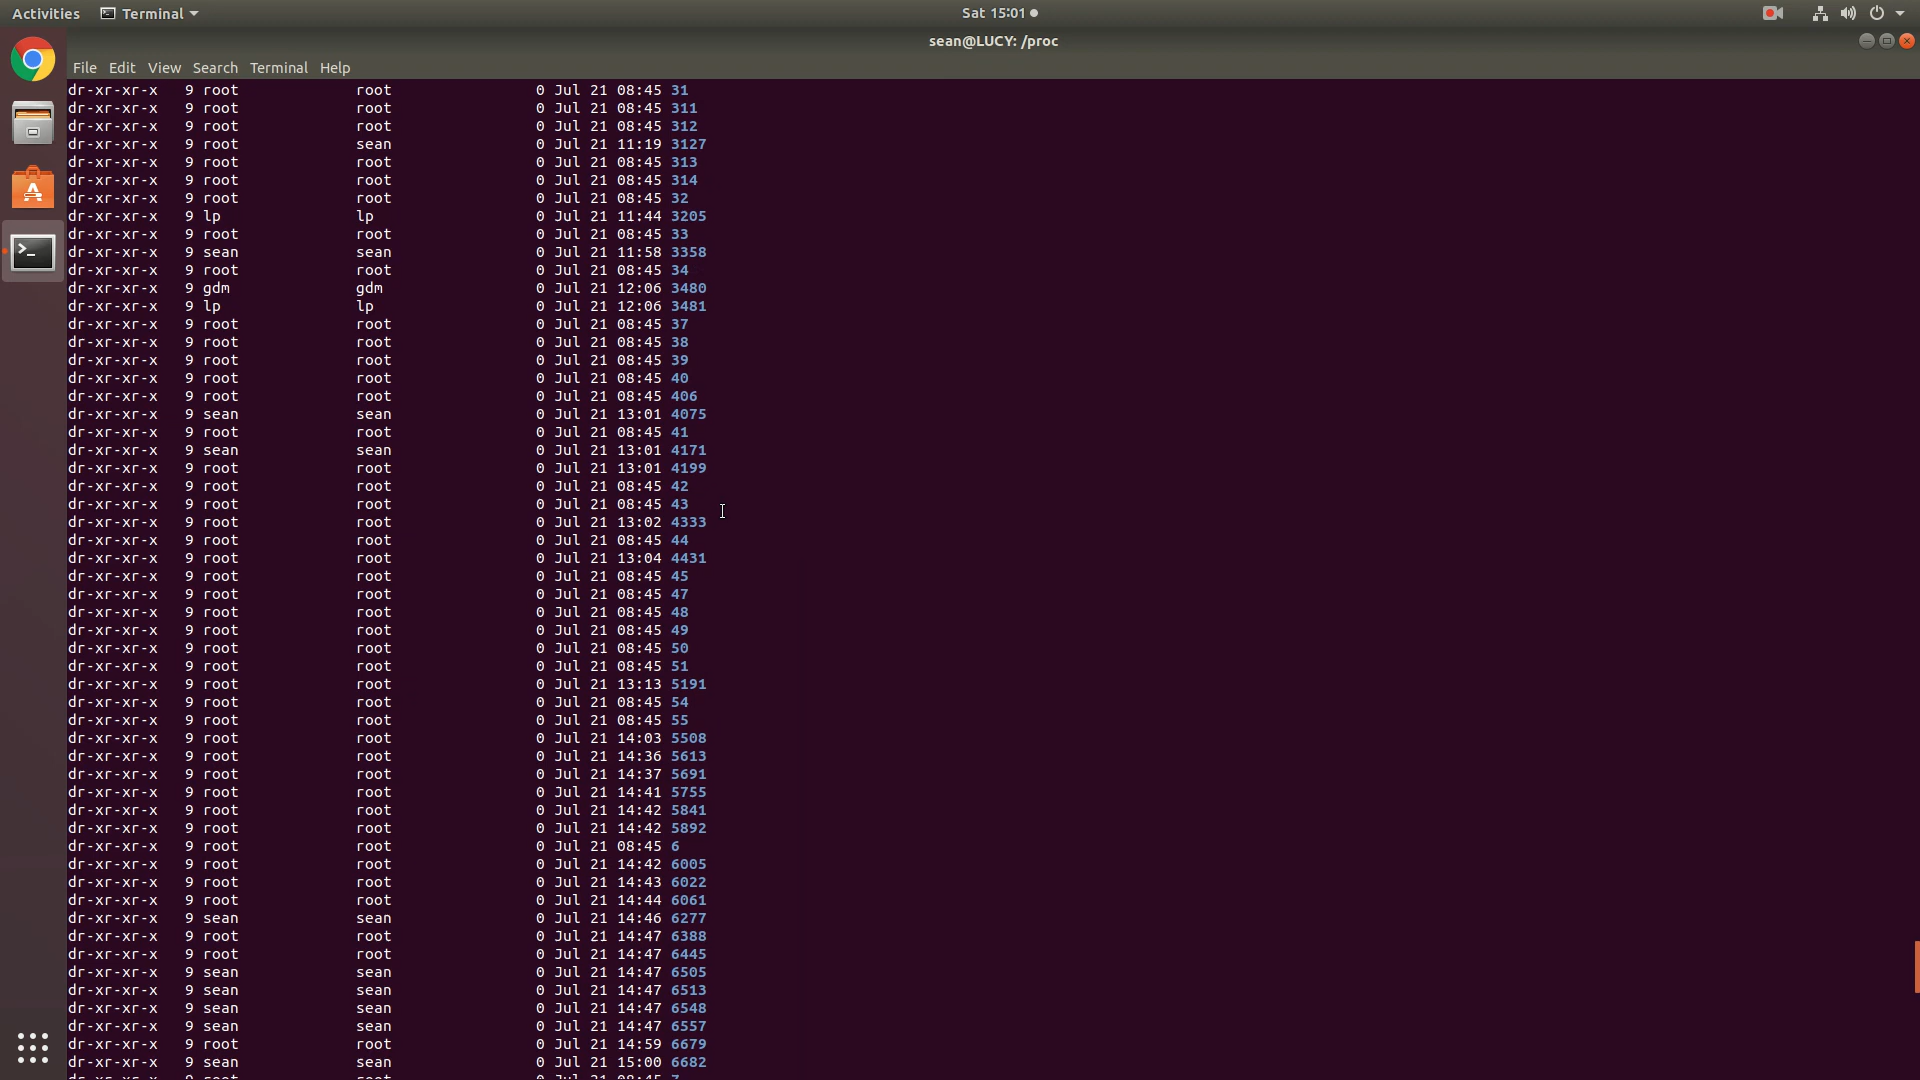 Activities Terminal Sat 15:01
sean@LUCY: /proc
File Edit View Search Terminal Help
dr-xr-xr-x 9 root root 0 Jul 21 08:45 31
dr-xr-xr-x 9 root root 0 Jul 21 08:45 311
dr-xr-xr-x 9 root root 0 Jul 21 08:45 312
dr-xr-xr-x 9 root sean 0 Jul 21 11:19 3127
dr-xr-xr-x 9 root root 0 Jul 21 08:45 313
dr-xr-xr-x 9 root root 0 Jul 21 08:45 314
dr-xr-xr-x 9 root root 0 Jul 21 08:45 32
dr-xr-xr-x 9 lp lp 0 Jul 21 11:44 3205
dr-xr-xr-x 9 root root 0 Jul 21 08:45 33
dr-xr-xr-x 9 sean sean 0 Jul 21 11:58 3358
dr-xr-xr-x 9 root root 0 Jul 21 08:45 34
dr-xr-xr-x 9 gdm gdm 0 Jul 21 12:06 3480
dr-xr-xr-x 9 lp lp 0 Jul 21 12:06 3481
dr-xr-xr-x 9 root root 0 Jul 21 08:45 37
dr-xr-xr-x 9 root root 0 Jul 21 08:45 38
dr-xr-xr-x 9 root root 0 Jul 21 08:45 39
dr-xr-xr-x 9 root root 0 Jul 21 08:45 40
dr-xr-xr-x 9 root root 0 Jul 21 08:45 406
dr-xr-xr-x 9 sean sean 0 Jul 21 13:01 4075
dr-xr-xr-x 9 root root 0 Jul 21 08:45 41
dr-xr-xr-x 9 sean sean 0 Jul 21 13:01 4171
dr-xr-xr-x 9 root root 0 Jul 21 13:01 4199
dr-xr-xr-x 9 root root 0 Jul 21 08:45 42
dr-xr-xr-x 9 root root 0 Jul 21 08:45 43
dr-xr-xr-x 9 root root 0 Jul 21 13:02 4333
dr-xr-xr-x 9 root root 0 Jul 21 08:45 44
dr-xr-xr-x 9 root root 0 Jul 21 13:04 4431
dr-xr-xr-x 9 root root 0 Jul 21 08:45 45
dr-xr-xr-x 9 root root 0 Jul 21 08:45 47
dr-xr-xr-x 9 root root 0 Jul 21 08:45 48
dr-xr-xr-x 9 root root 0 Jul 21 08:45 49
dr-xr-xr-x 9 root root 0 Jul 21 08:45 50
dr-xr-xr-x 9 root root 0 Jul 21 08:45 51
dr-xr-xr-x 9 root root 0 Jul 21 13:13 5191
dr-xr-xr-x 9 root root 0 Jul 21 08:45 54
dr-xr-xr-x 9 root root 0 Jul 21 08:45 55
dr-xr-xr-x 9 root root 0 Jul 21 14:03 5508
dr-xr-xr-x 9 root root 0 Jul 21 14:36 5613
dr-xr-xr-x 9 root root 0 Jul 21 14:37 5691
dr-xr-xr-x 9 root root 0 Jul 21 14:41 5755
dr-xr-xr-x 9 root root 0 Jul 21 14:42 5841
dr-xr-xr-x 9 root root 0 Jul 21 14:42 5892
dr-xr-xr-x 9 root root 0 Jul 21 08:45 6
dr-xr-xr-x 9 root root 0 Jul 21 14:42 6005
dr-xr-xr-x 9 root root 0 Jul 21 14:43 6022
dr-xr-xr-x 9 root root 0 Jul 21 14:44 6061
dr-xr-xr-x 9 sean sean 0 Jul 21 14:46 6277
dr-xr-xr-x 9 root root 0 Jul 21 14:47 6388
dr-xr-xr-x 9 root root 0 Jul 21 14:47 6445
dr-xr-xr-x 9 sean sean 0 Jul 21 14:47 6505
dr-xr-xr-x 9 sean sean 0 Jul 21 14:47 6513
dr-xr-xr-x 9 sean sean 0 Jul 21 14:47 6548
dr-xr-xr-x 9 sean sean 0 Jul 21 14:47 6557
dr-xr-xr-x 9 root root 0 Jul 21 14:59 6679
dr-xr-xr-x 9 sean sean 0 Jul 21 15:00 6682